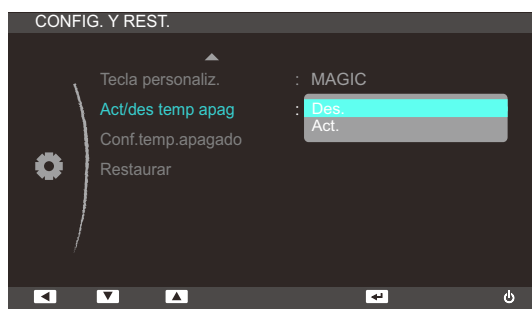 CONFIG. Y REST.
Tecla personaliz. : MAGIC
Act/des temp apag : Des.
Act.
Conf.temp.apagado
Restaurar